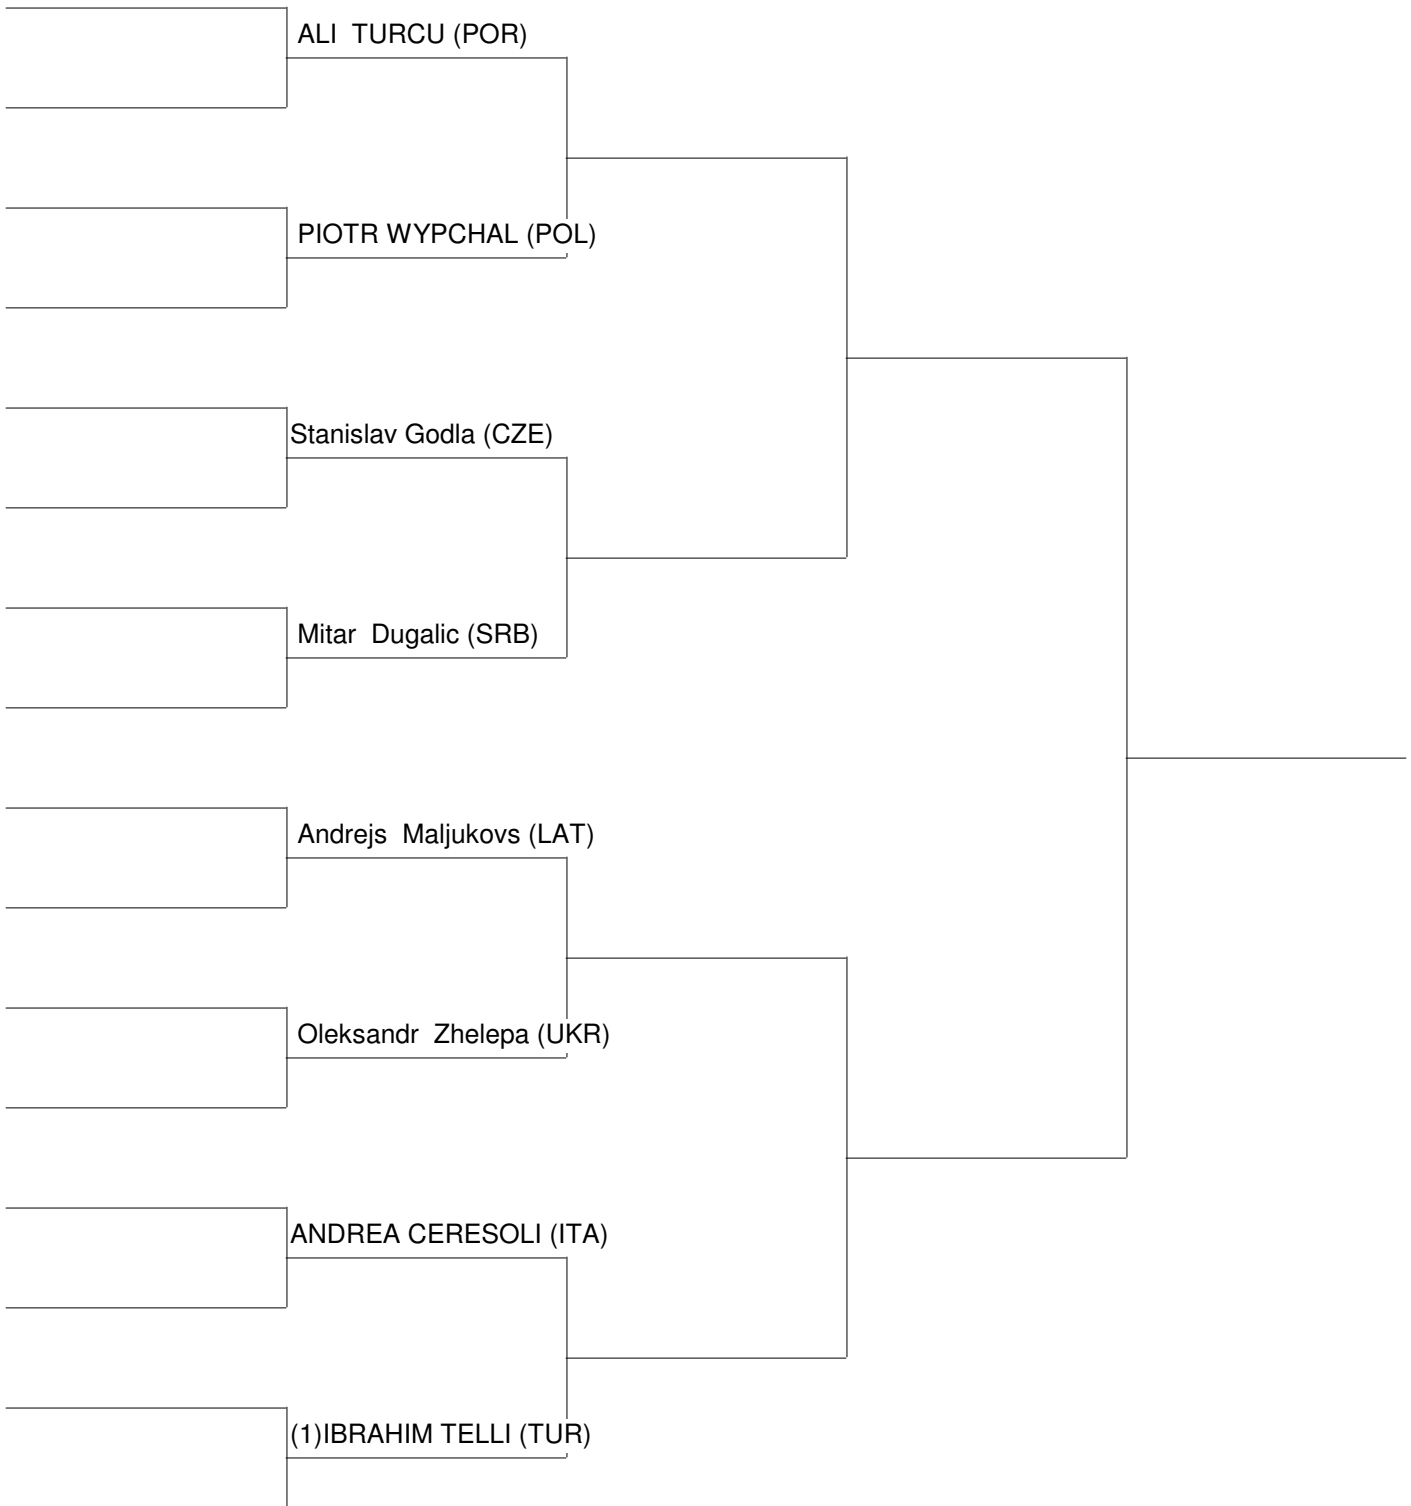 ALI  TURCU (POR)
PIOTR WYPCHAL (POL)
Stanislav Godla (CZE)
Mitar  Dugalic (SRB)
Andrejs  Maljukovs (LAT)
Oleksandr  Zhelepa (UKR)
ANDREA CERESOLI (ITA)
(1)IBRAHIM TELLI (TUR)